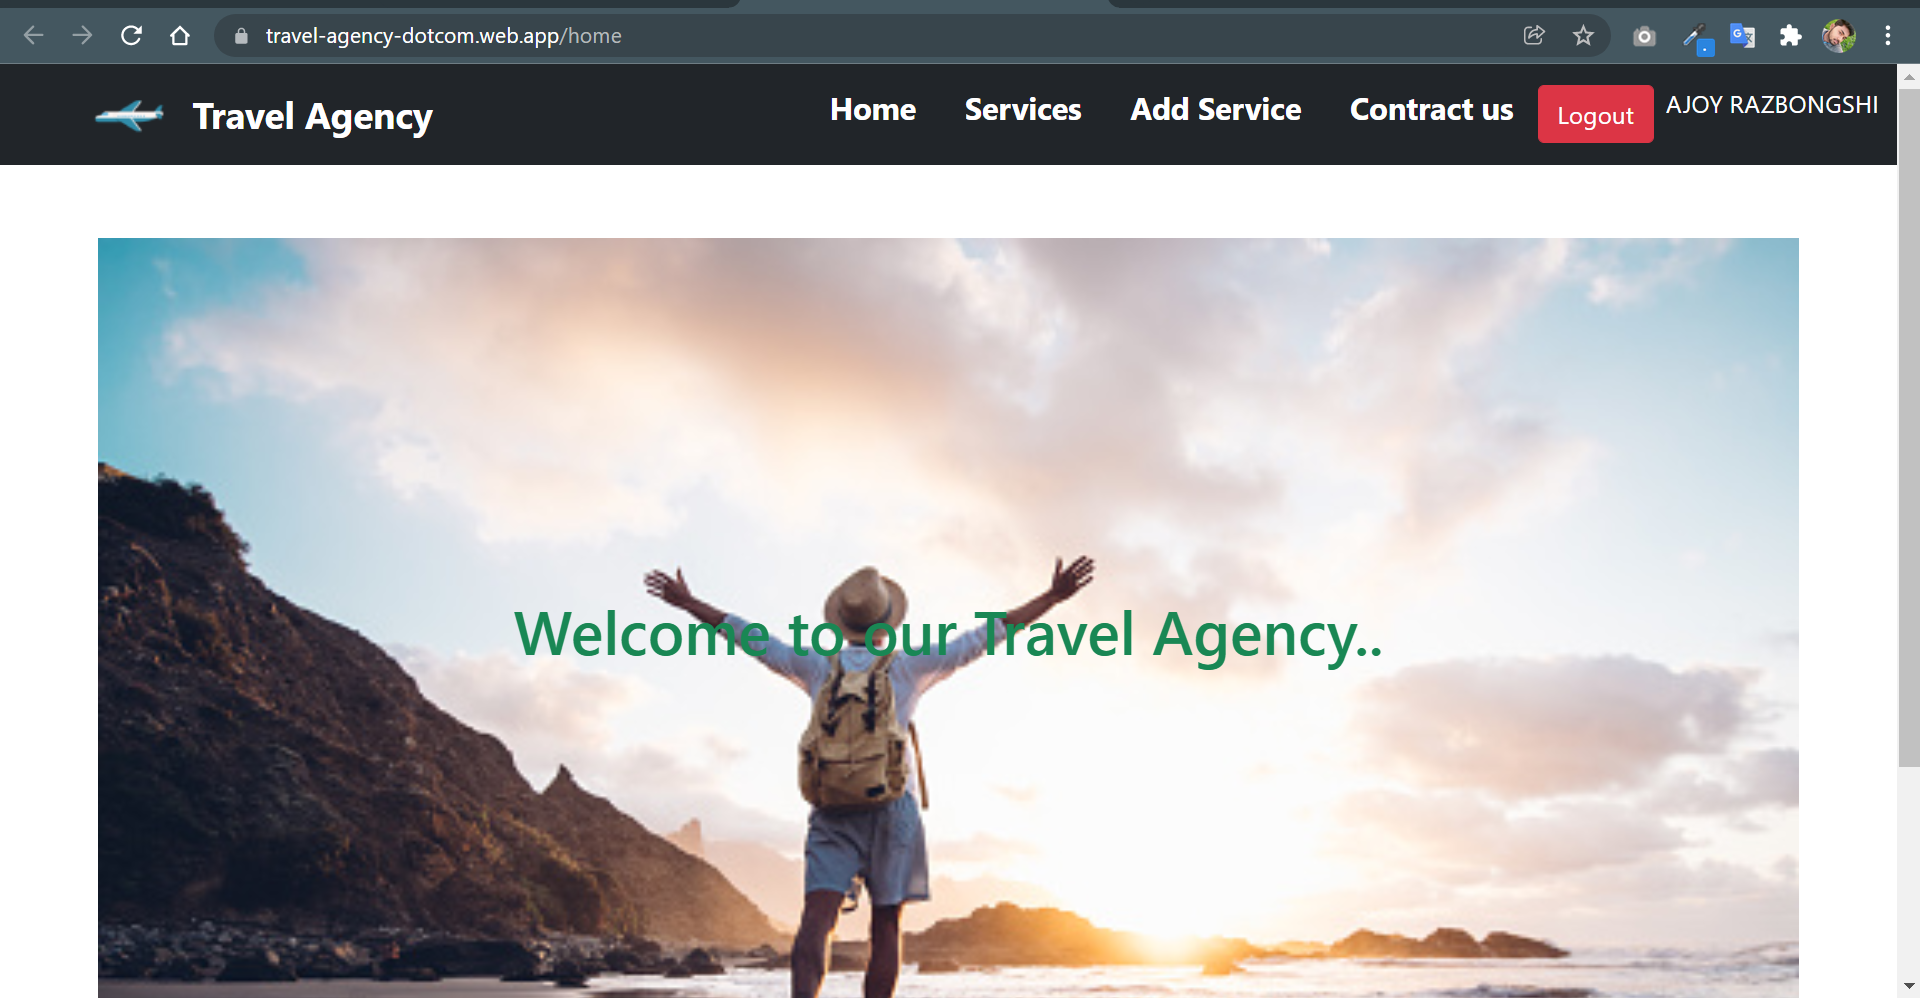 travel-agency-dotcom.web.app/home
Travel Agency Home Services Add Service Contract us Logout AJOY RAZBONGSHI
Welcome to our Travel Agency..